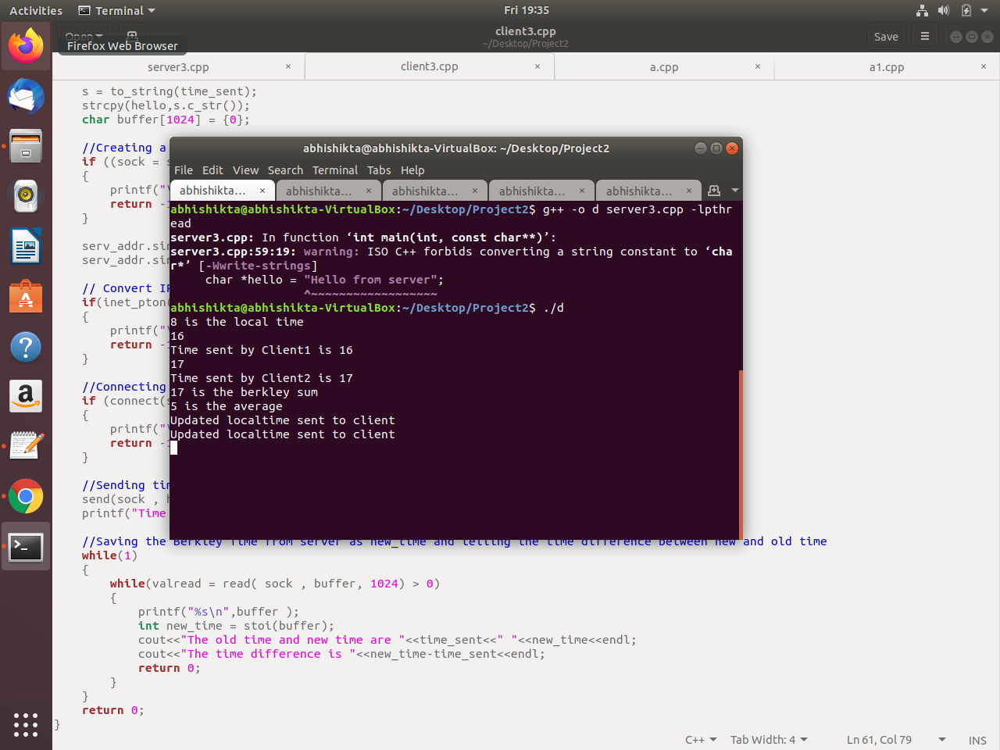 Activities Terminal Fri 19:35
Open client3.cpp Save
~/Desktop/Project2
Firefox Web Browser
server3.cpp × client3.cpp × a.cpp × a1.cpp ×
s = to_string(time_sent);
strcpy(hello,s.c_str());
char buffer[1024] = {0};
//Creating a
if ((sock = s
{
printf("\
return -1
}
serv_addr.sin
serv_addr.sin
// Convert IP
if(inet_pton(
{
printf("\
return -1
}
//Connecting
if (connect(s
{
printf("\
return -1
}
//Sending tim
send(sock , h
printf("Time
//Saving the Berkley Time from server as new_time and telling the time difference between new and old time
while(1)
{
while(valread = read( sock , buffer, 1024) > 0)
{
printf("%s\n",buffer );
int new_time = stoi(buffer);
cout<<"The old time and new time are "<<time_sent<<" "<<new_time<<endl;
cout<<"The time difference is "<<new_time-time_sent<<endl;
return 0;
}
}
return 0;
}
abhishikta@abhishikta-VirtualBox: ~/Desktop/Project2
File Edit View Search Terminal Tabs Help
abhishikta... × abhishikta... × abhishikta... × abhishikta... × abhishikta... ×
abhishikta@abhishikta-VirtualBox:~/Desktop/Project2$ g++ -o d server3.cpp -lpthr
ead
server3.cpp: In function ‘int main(int, const char**)’:
server3.cpp:59:19: warning: ISO C++ forbids converting a string constant to ‘cha
r*’ [-Wwrite-strings]
char *hello = "Hello from server";
^~~~~~~~~~~~~~~~~~~
abhishikta@abhishikta-VirtualBox:~/Desktop/Project2$ ./d
8 is the local time
16
Time sent by Client1 is 16
17
Time sent by Client2 is 17
17 is the berkley sum
5 is the average
Updated localtime sent to client
Updated localtime sent to client
C++ Tab Width: 4 Ln 61, Col 79 INS